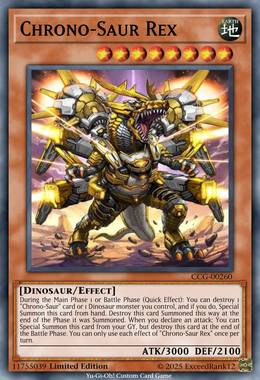 CHRONO-SAUR REX
EARTH
地
CCG-00260
[DINOSAUR/EFFECT]
During the Main Phase 1 or Battle Phase (Quick Effect): You can destroy 1
"Chrono-Saur" card or 1 Dinosaur monster you control, and if you do, Special
Summon this card from hand. Destroy this card Summoned this way at the
end of the Phase it was Summoned. When you declare an attack: You can
Special Summon this card from your GY, but destroy this card at the end of
the Battle Phase. You can only use each effect of "Chrono-Saur Rex" once per
turn.
ATK/3000 DEF/2100
11755039 Limited Edition © 2025 ExceedRank12
Yu-Gi-Oh! Custom Card Game